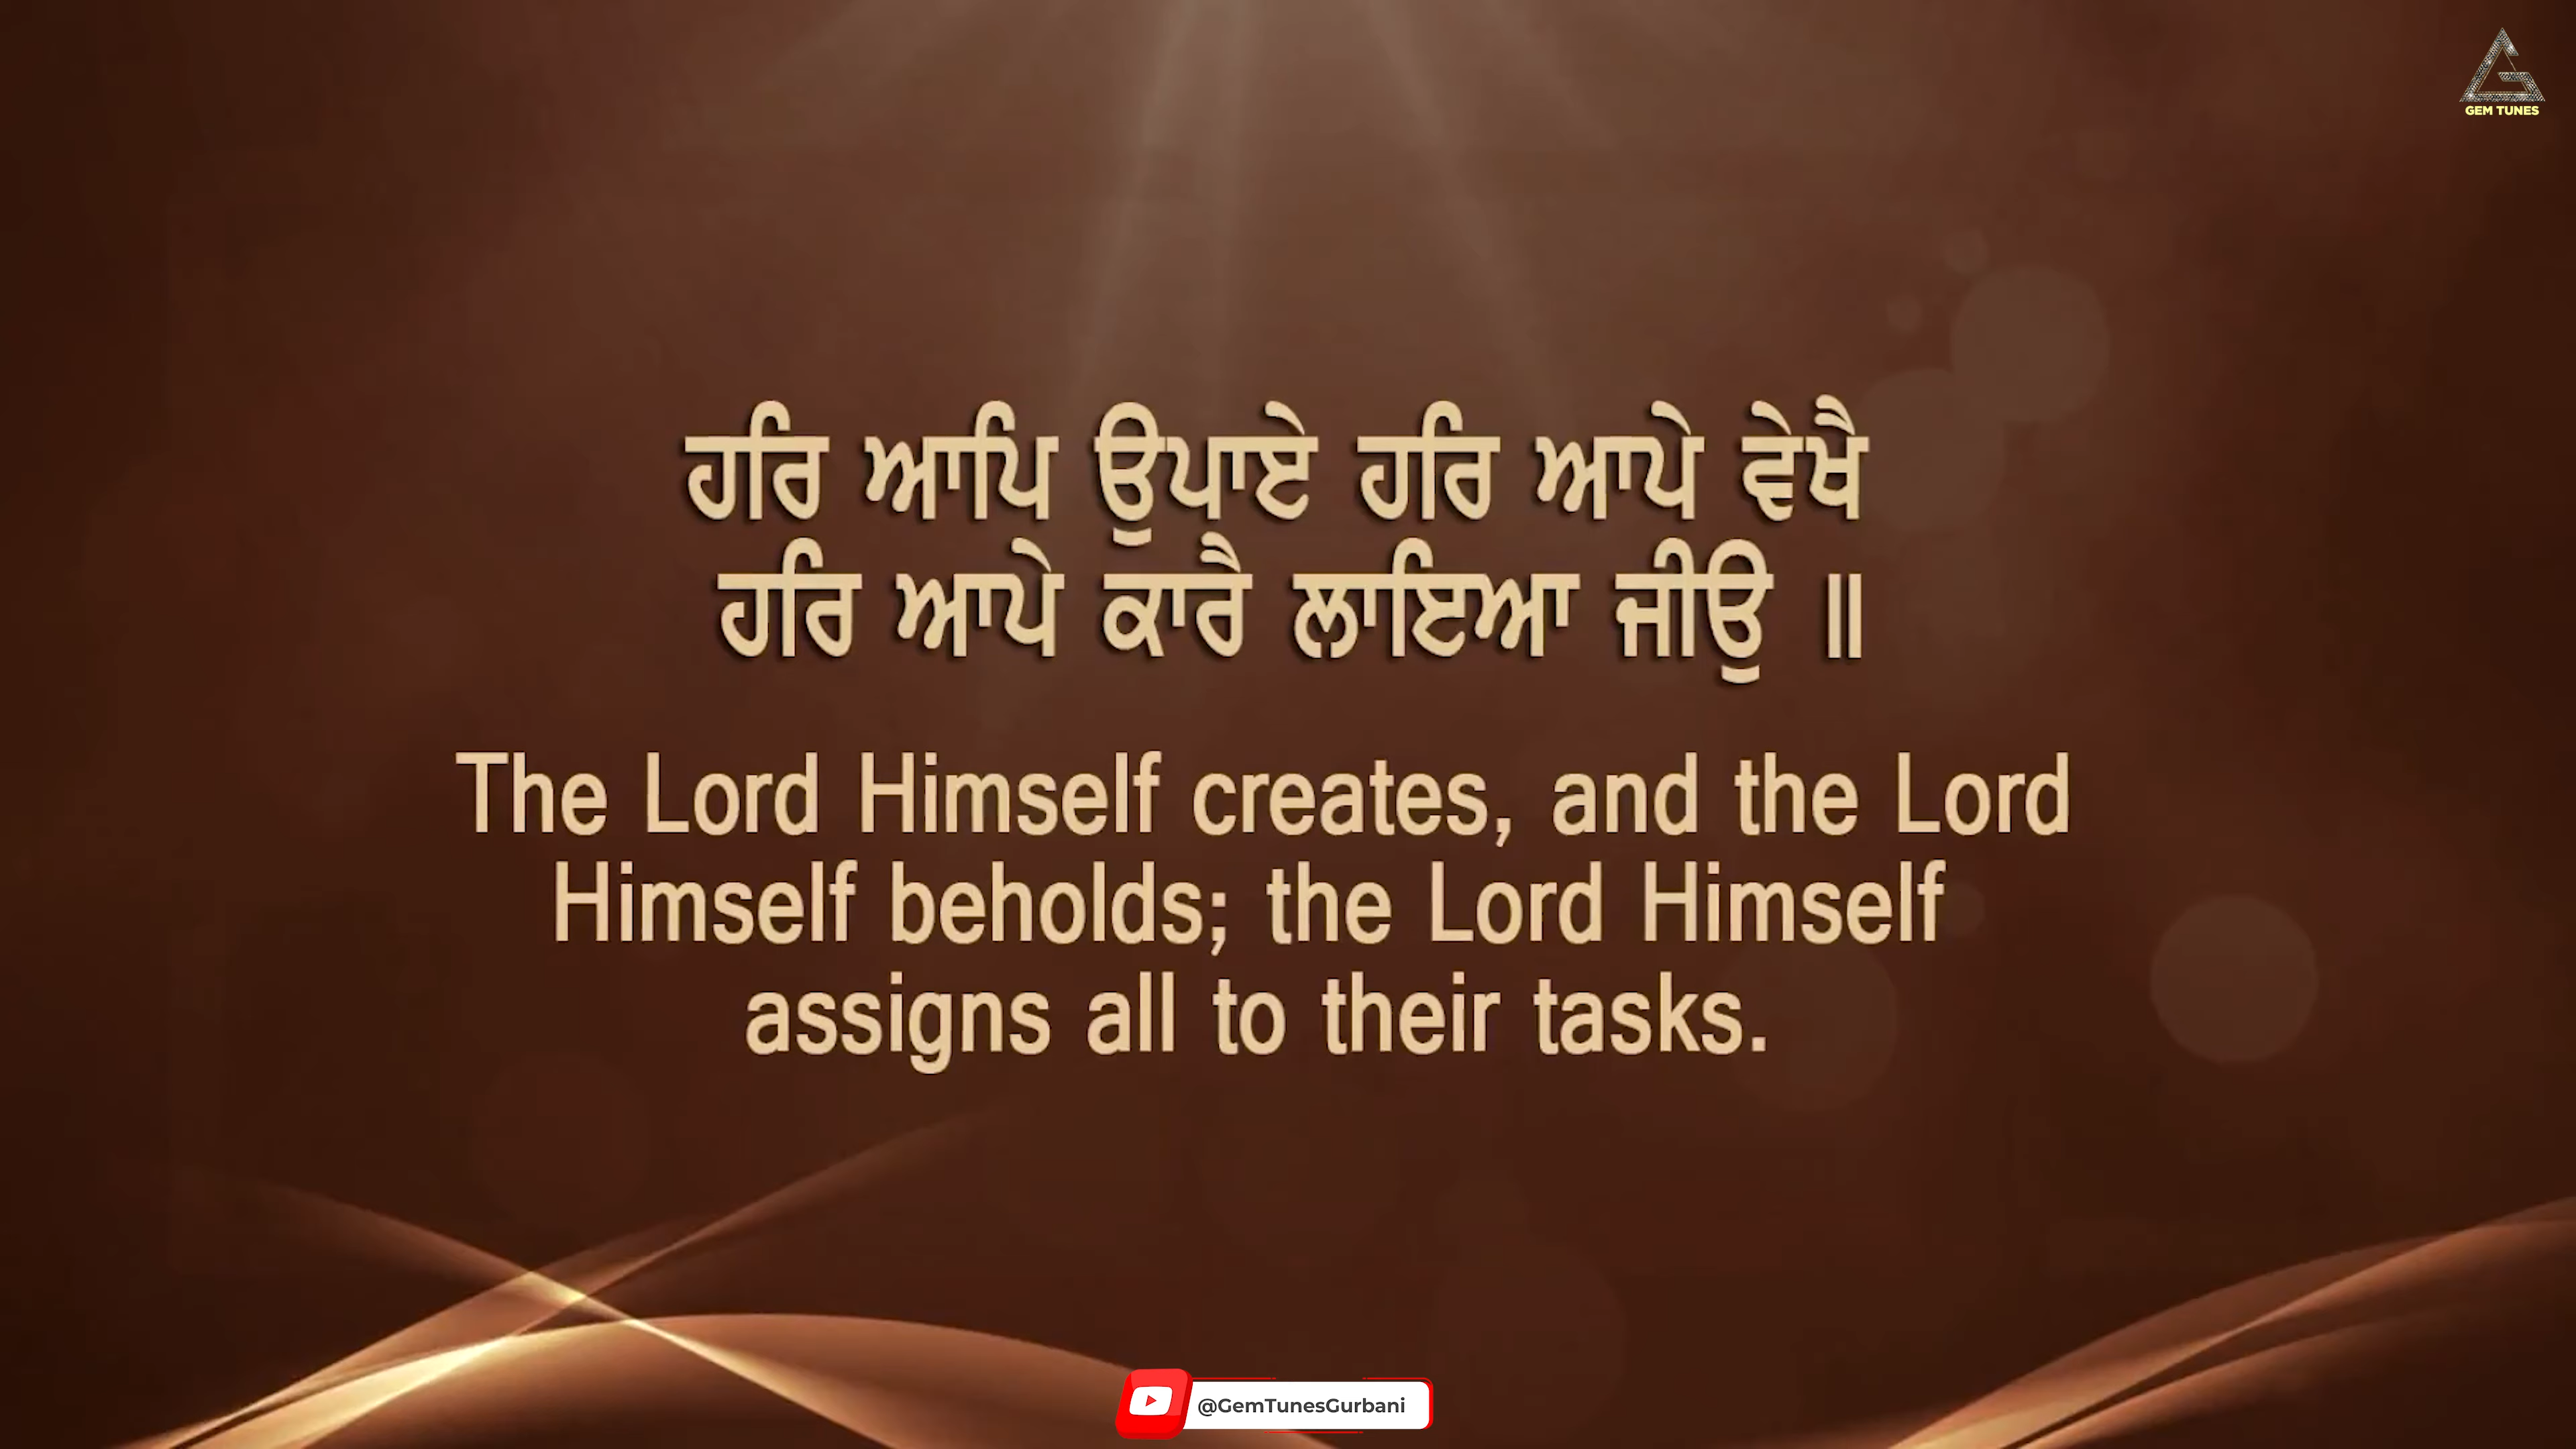 GEM TUNES
ਹਰਿ ਆਪਿ ਉਪਾਏ ਹਰਿ ਆਪੇ ਵੇਖੈ
ਹਰਿ ਆਪੇ ਕਾਰੈ ਲਾਇਆ ਜੀਉ ॥
The Lord Himself creates, and the Lord
Himself beholds; the Lord Himself
assigns all to their tasks.
@GemTunesGurbani